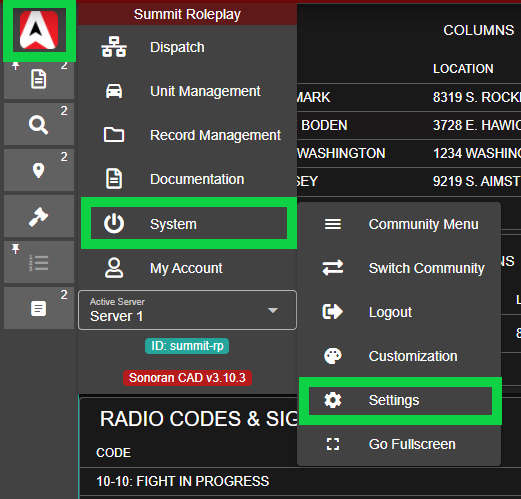 Summit Roleplay
COLUMNS
Dispatch
LOCATION
2
Unit Management
MARK 8319 S. ROCK
2
Record Management
BODEN 3728 E. HAWIC
WASHINGTON 1234 WASHING
2
Documentation
SEY 9219 S. AIMST
System
Community Menu
My Account
Switch Community
NS
Active Server
Server 1
2
Logout
ID: summit-rp
Customization
Sonoran CAD v3.10.3
Settings
RADIO CODES & SIG
Go Fullscreen
CODE
10-10: FIGHT IN PROGRESS